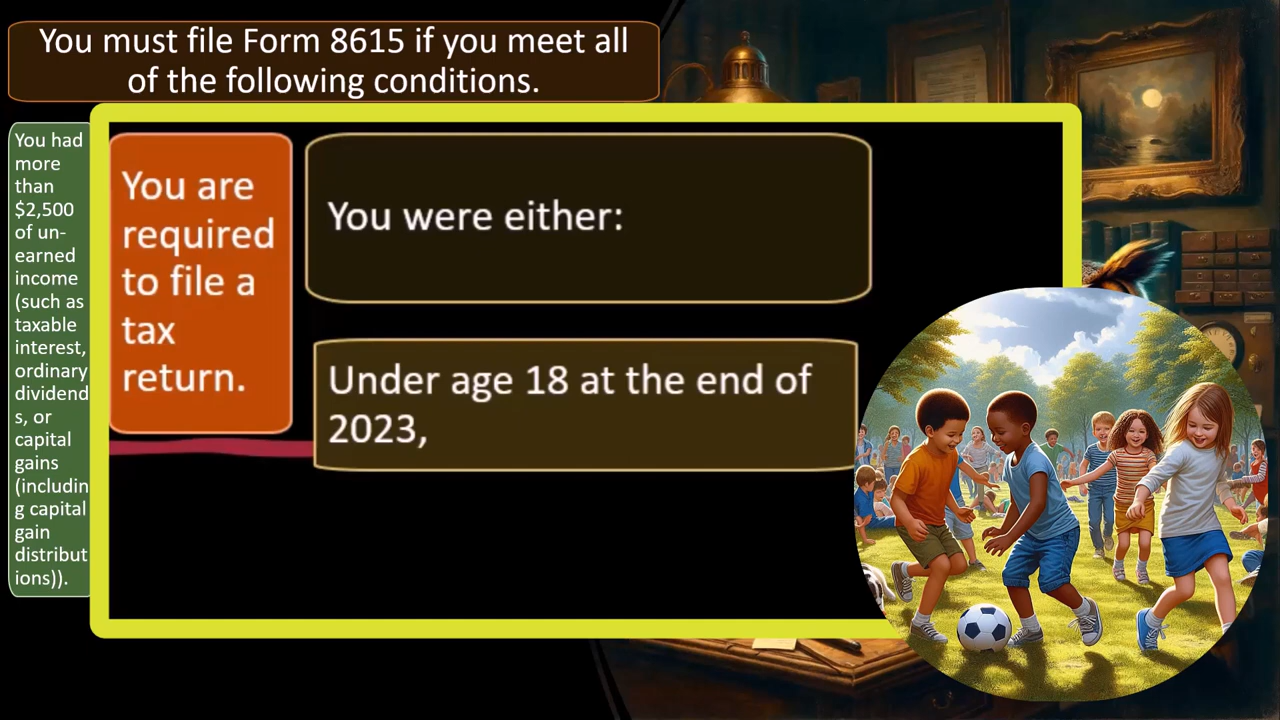 You must file Form 8615 if you meet all
of the following conditions.
You had
more
than
$2,500
of un-
earned
income
(such as
taxable
interest,
ordinary
dividend
s, or
capital
gains
(includin
g capital
gain
distribut
ions)).
You are
required
to file a
tax
return.
You were either:
Under age 18 at the end of
2023,